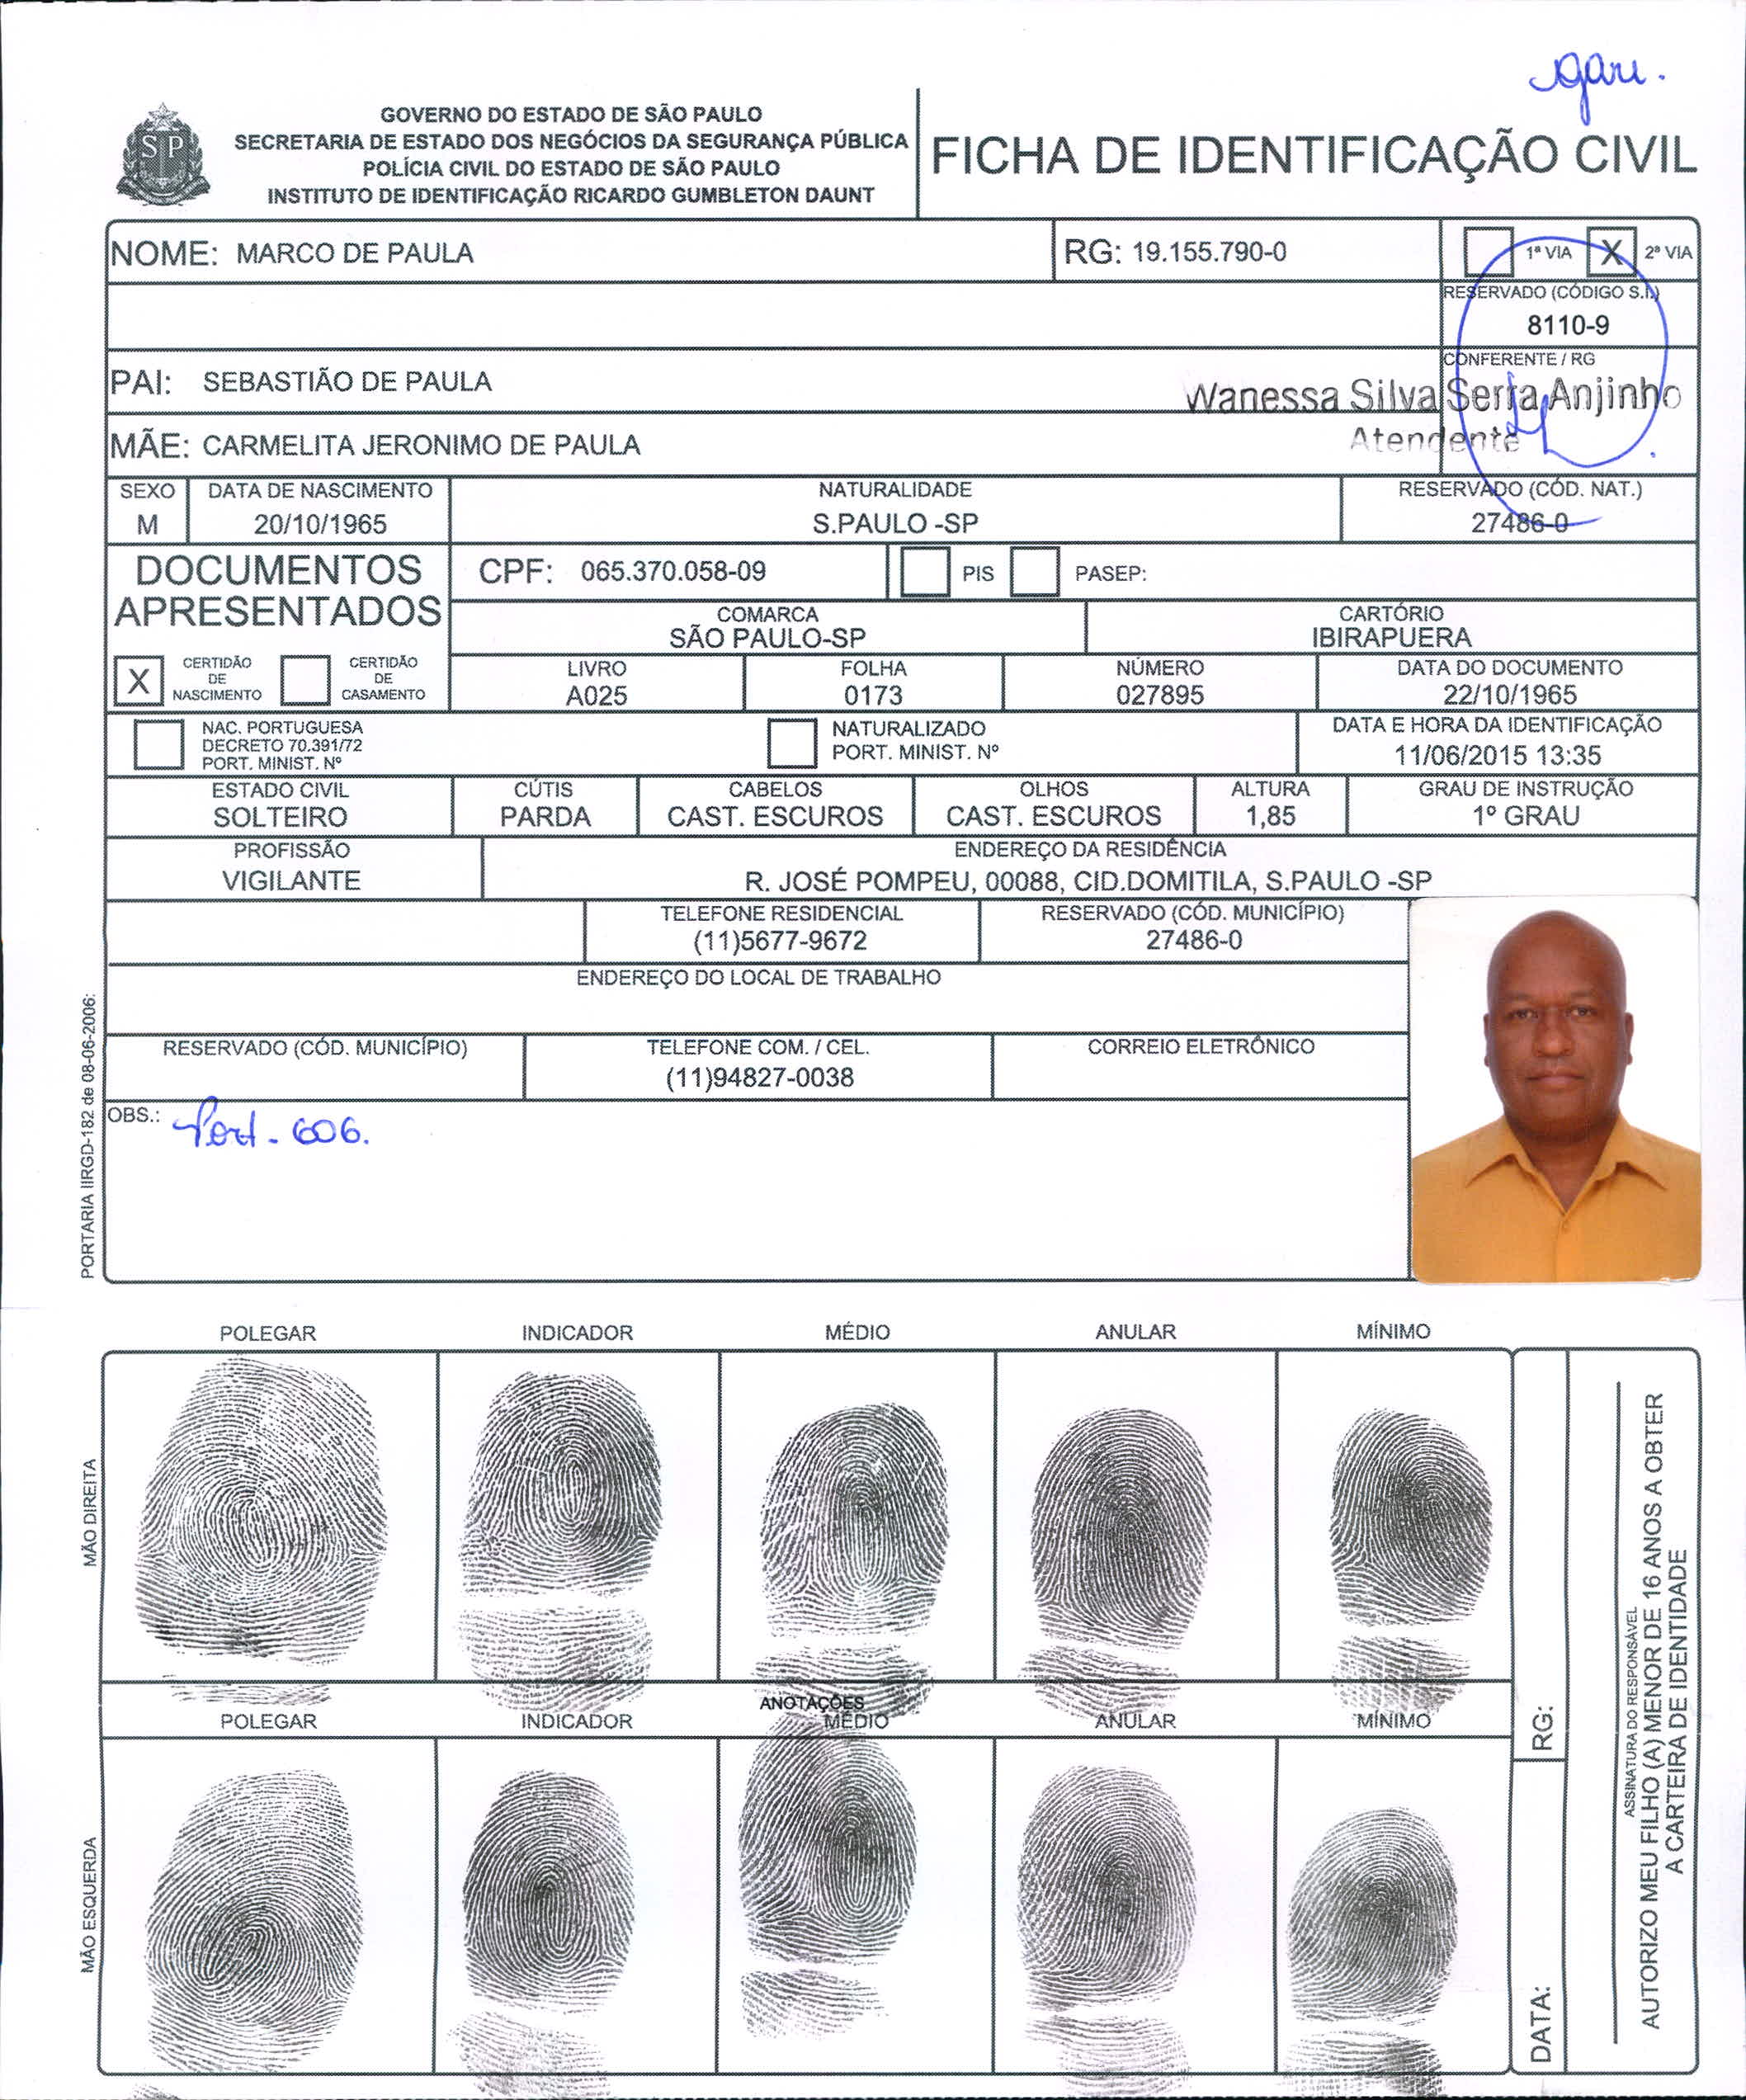 GOVERNO DO ESTADO DE SÃO PAULO
SECRETARIA DE ESTADO DOS NEGÓCIOS DA SEGURANÇA PÚBLICA
POLÍCIA CIVIL DO ESTADO DE SÃO PAULO
INSTITUTO DE IDENTIFICAÇÃO RICARDO GUMBLETON DAUNT
SP
FICHA DE IDENTIFICAÇÃO CIVIL
NOME: MARCO DE PAULA RG: 19.155.790-0 1ª VIA X 2ª VIA
RESERVADO (CÓDIGO S.I.)
8110-9
CONFERENTE / RG
PAI: SEBASTIÃO DE PAULA
Wanessa Silva Serra Anjinho
Atendente
MÃE: CARMELITA JERONIMO DE PAULA
SEXO DATA DE NASCIMENTO NATURALIDADE RESERVADO (CÓD. NAT.)
M 20/10/1965 S.PAULO -SP 27486-0
DOCUMENTOS
APRESENTADOS
CPF: 065.370.058-09 PIS PASEP:
COMARCA CARTÓRIO
SÃO PAULO-SP IBIRAPUERA
X CERTIDÃO DE NASCIMENTO CERTIDÃO DE CASAMENTO
LIVRO FOLHA NÚMERO DATA DO DOCUMENTO
A025 0173 027895 22/10/1965
NAC. PORTUGUESA
DECRETO 70.391/72
PORT. MINIST. Nº
NATURALIZADO
PORT. MINIST. Nº
DATA E HORA DA IDENTIFICAÇÃO
11/06/2015 13:35
ESTADO CIVIL CÚTIS CABELOS OLHOS ALTURA GRAU DE INSTRUÇÃO
SOLTEIRO PARDA CAST. ESCUROS CAST. ESCUROS 1,85 1º GRAU
PROFISSÃO ENDEREÇO DA RESIDÊNCIA
VIGILANTE R. JOSÉ POMPEU, 00088, CID.DOMITILA, S.PAULO -SP
TELEFONE RESIDENCIAL RESERVADO (CÓD. MUNICÍPIO)
(11)5677-9672 27486-0
ENDEREÇO DO LOCAL DE TRABALHO
RESERVADO (CÓD. MUNICÍPIO) TELEFONE COM. / CEL. CORREIO ELETRÔNICO
(11)94827-0038
OBS.: Port. 606.
PORTARIA IIRGD-182 de 08-06-2006:
POLEGAR INDICADOR MÉDIO ANULAR MÍNIMO
MÃO DIREITA
ANOTAÇÕES
POLEGAR INDICADOR MÉDIO ANULAR MÍNIMO
MÃO ESQUERDA
RG:
DATA:
ASSINATURA DO RESPONSÁVEL
AUTORIZO MEU FILHO (A) MENOR DE 16 ANOS A OBTER
A CARTEIRA DE IDENTIDADE